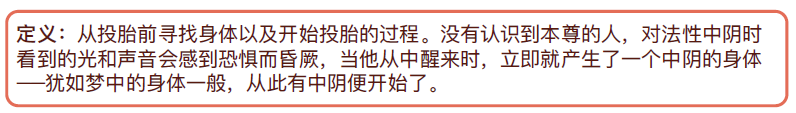 定义：从投胎前寻找身体以及开始投胎的过程。没有认识到本尊的人，对法性中阴时
看到的光和声音会感到恐惧而昏厥，当他从中醒来时，立即就产生了一个中阴的身体
——犹如梦中的身体一般，从此有中阴便开始了。